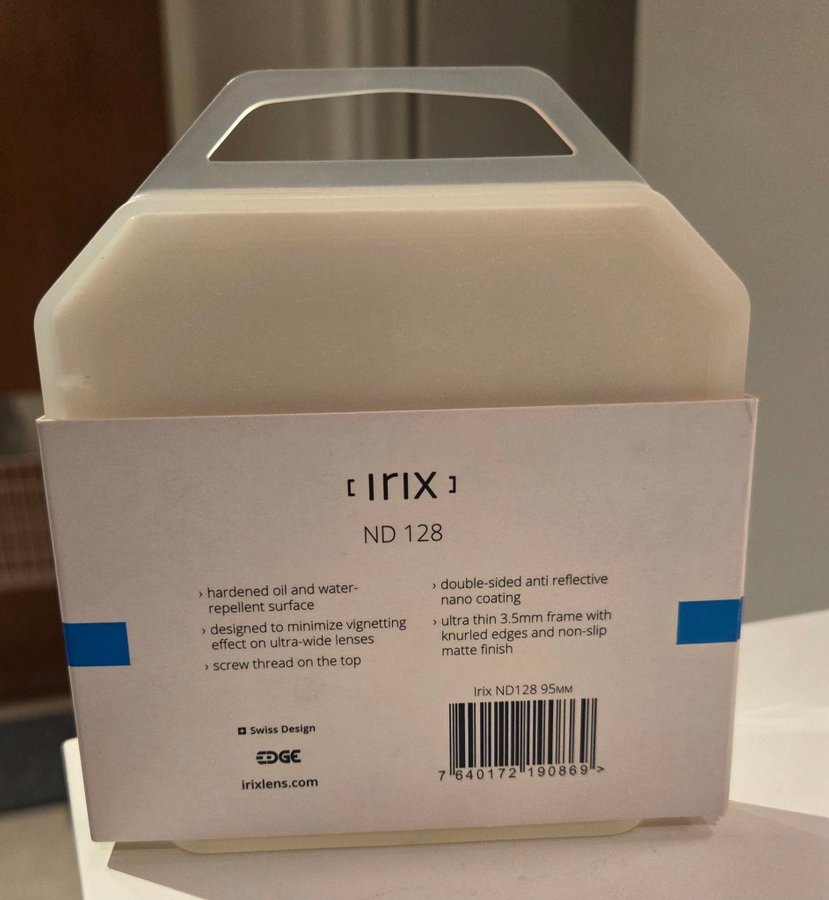 [ ırıx ]
ND 128
› hardened oil and water-
repellent surface
› designed to minimize vignetting
effect on ultra-wide lenses
› screw thread on the top
› double-sided anti reflective
nano coating
› ultra thin 3.5mm frame with
knurled edges and non-slip
matte finish
Irix ND128 95MM
7 640172 190869 >
Swiss Design
EDGE
irixlens.com